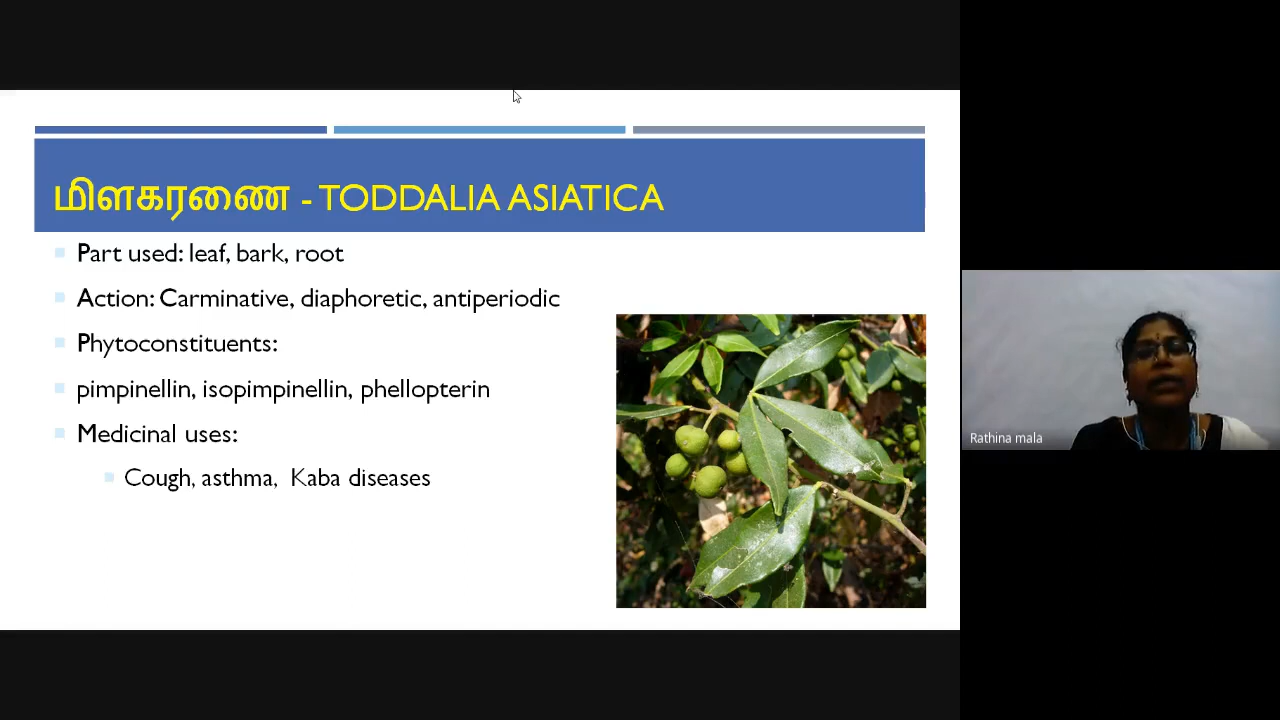 மிளகரணை - TODDALIA ASIATICA
Part used: leaf, bark, root
Action: Carminative, diaphoretic, antiperiodic
Phytoconstituents:
pimpinellin, isopimpinellin, phellopterin
Medicinal uses:
Cough, asthma, Kaba diseases
Rathina mala